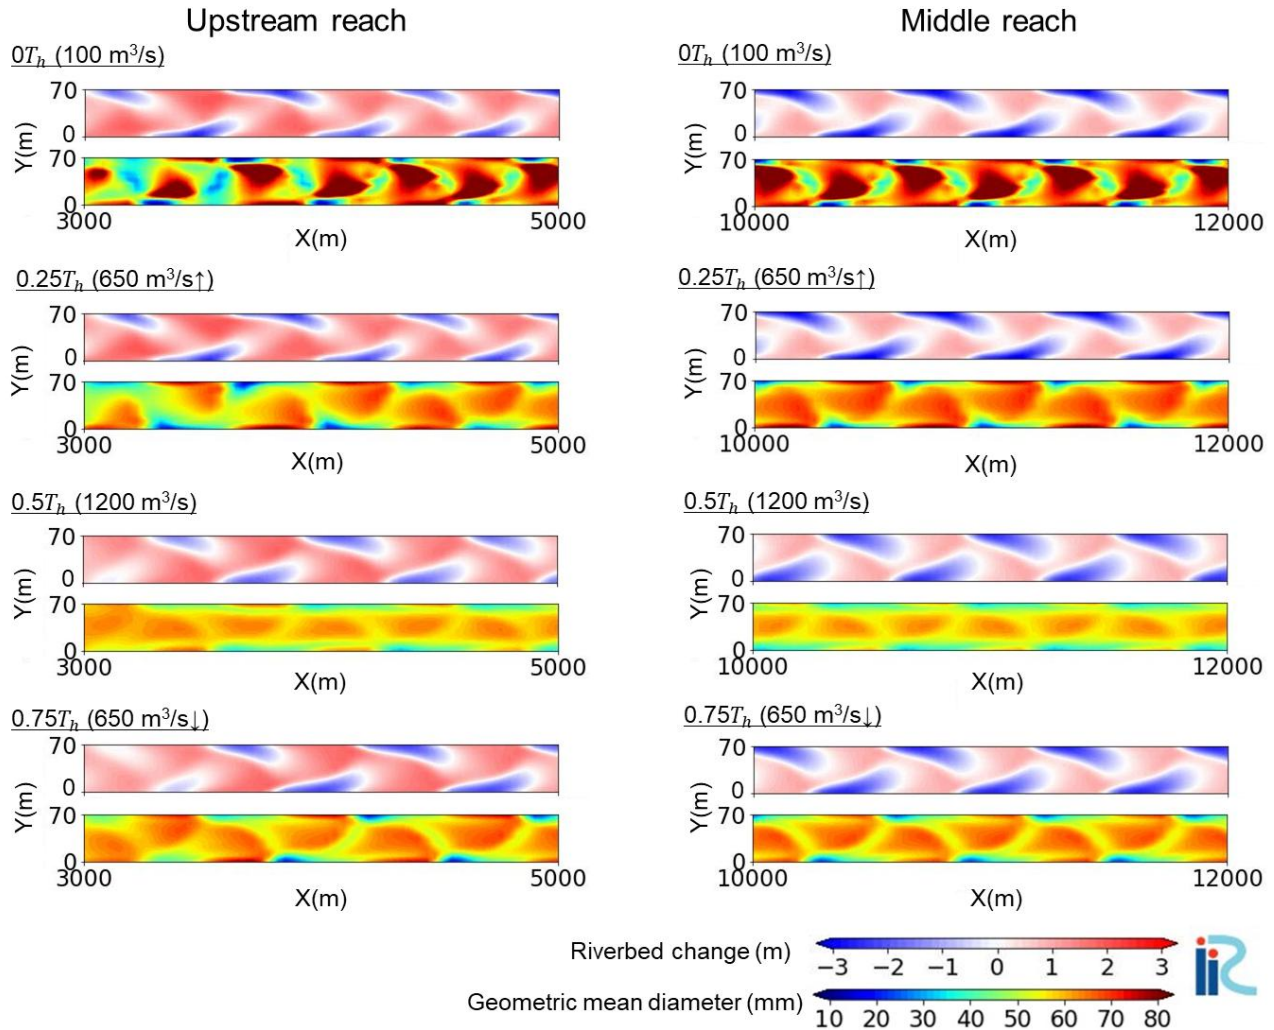 Upstream reach
Middle reach
0Tₕ (100 m³/s)
0Tₕ (100 m³/s)
70
0
Y(m)
70
0
3000
5000
X(m)
70
0
Y(m)
70
0
10000
12000
X(m)
0.25Tₕ (650 m³/s↑)
0.25Tₕ (650 m³/s↑)
70
0
Y(m)
70
0
3000
5000
X(m)
70
0
Y(m)
70
0
10000
12000
X(m)
0.5Tₕ (1200 m³/s)
0.5Tₕ (1200 m³/s)
70
0
Y(m)
70
0
3000
5000
X(m)
70
0
Y(m)
70
0
10000
12000
X(m)
0.75Tₕ (650 m³/s↓)
0.75Tₕ (650 m³/s↓)
70
0
Y(m)
70
0
3000
5000
X(m)
70
0
Y(m)
70
0
10000
12000
X(m)
Riverbed change (m)
−3 −2 −1 0 1 2 3
Geometric mean diameter (mm)
10 20 30 40 50 60 70 80
iiR